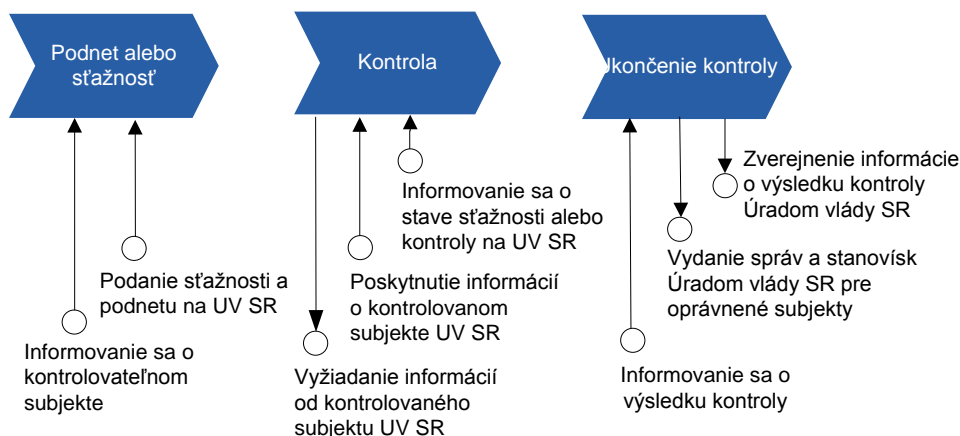 Podnet alebo
sťažnosť
Kontrola
Ukončenie kontroly
Informovanie sa o
stave sťažnosti alebo
kontroly na UV SR
Zverejnenie informácie
o výsledku kontroly
Úradom vlády SR
Podanie sťažnosti a
podnetu na UV SR
Poskytnutie informácií
o kontrolovanom
subjekte UV SR
Vydanie správ a stanovísk
Úradom vlády SR pre
oprávnené subjekty
Informovanie sa o
kontrolovateľnom
subjekte
Vyžiadanie informácií
od kontrolovaného
subjektu UV SR
Informovanie sa o
výsledku kontroly